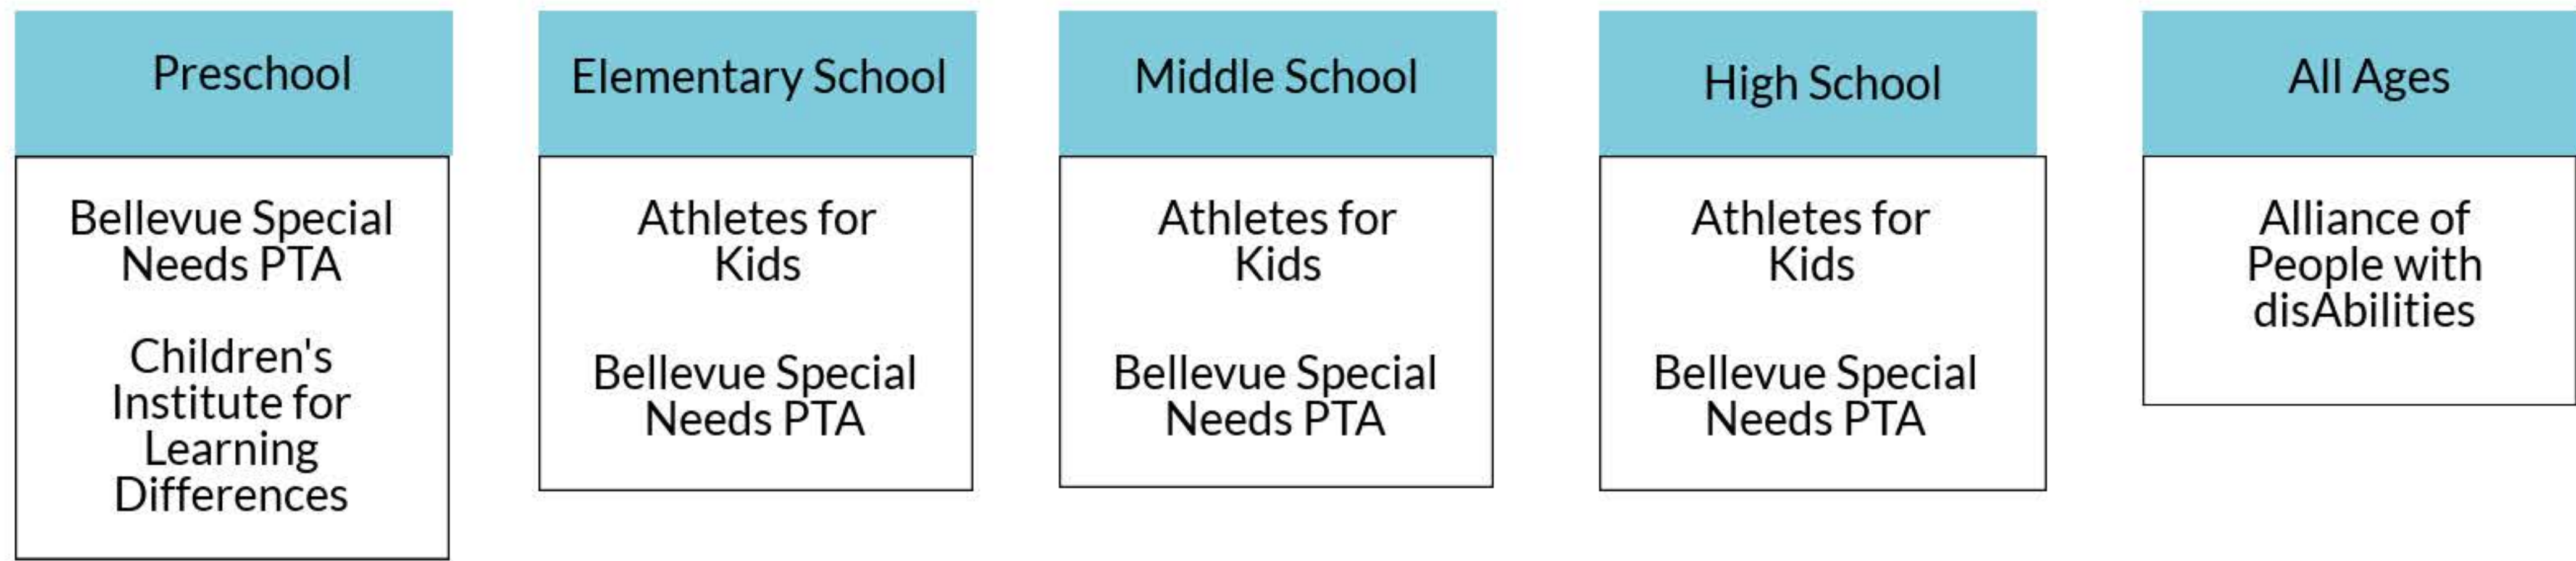 Preschool
Bellevue Special
Needs PTA
Children's
Institute for
Learning
Differences
Elementary School
Athletes for
Kids
Bellevue Special
Needs PTA
Middle School
Athletes for
Kids
Bellevue Special
Needs PTA
High School
Athletes for
Kids
Bellevue Special
Needs PTA
All Ages
Alliance of
People with
disAbilities